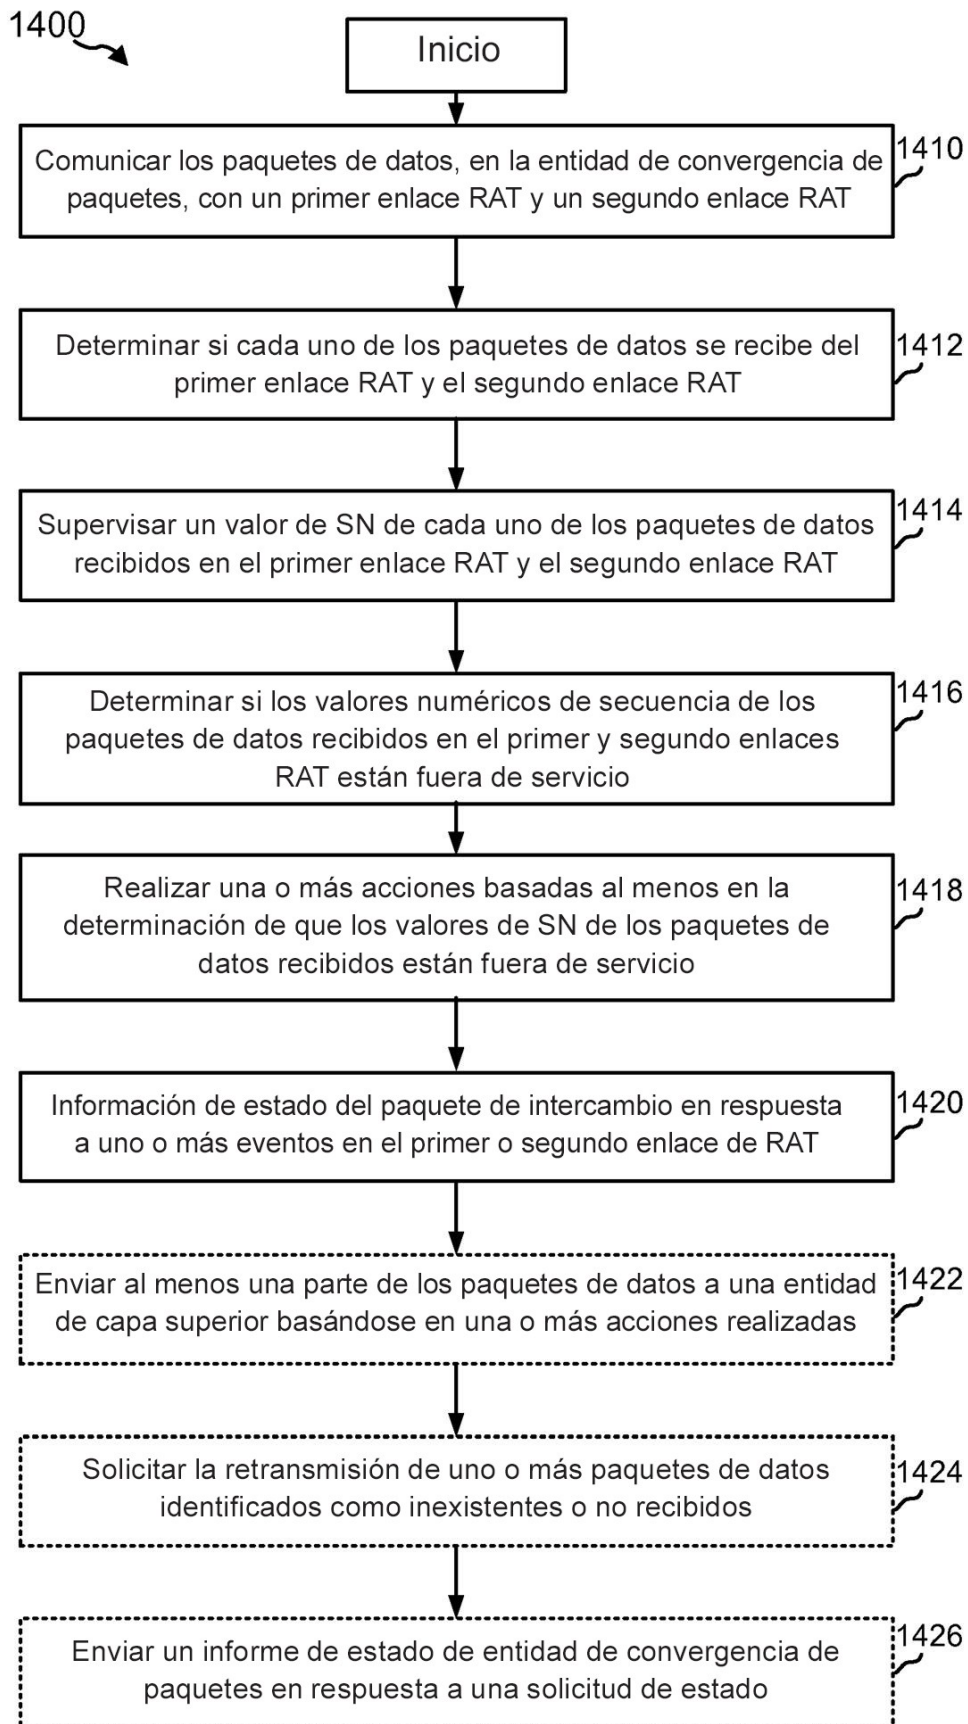 1400
Inicio
Comunicar los paquetes de datos, en la entidad de convergencia de
paquetes, con un primer enlace RAT y un segundo enlace RAT
1410
Determinar si cada uno de los paquetes de datos se recibe del
primer enlace RAT y el segundo enlace RAT
1412
Supervisar un valor de SN de cada uno de los paquetes de datos
recibidos en el primer enlace RAT y el segundo enlace RAT
1414
Determinar si los valores numéricos de secuencia de los
paquetes de datos recibidos en el primer y segundo enlaces
RAT están fuera de servicio
1416
Realizar una o más acciones basadas al menos en la
determinación de que los valores de SN de los paquetes de
datos recibidos están fuera de servicio
1418
Información de estado del paquete de intercambio en respuesta
a uno o más eventos en el primer o segundo enlace de RAT
1420
Enviar al menos una parte de los paquetes de datos a una entidad
de capa superior basándose en una o más acciones realizadas
1422
Solicitar la retransmisión de uno o más paquetes de datos
identificados como inexistentes o no recibidos
1424
Enviar un informe de estado de entidad de convergencia de
paquetes en respuesta a una solicitud de estado
1426